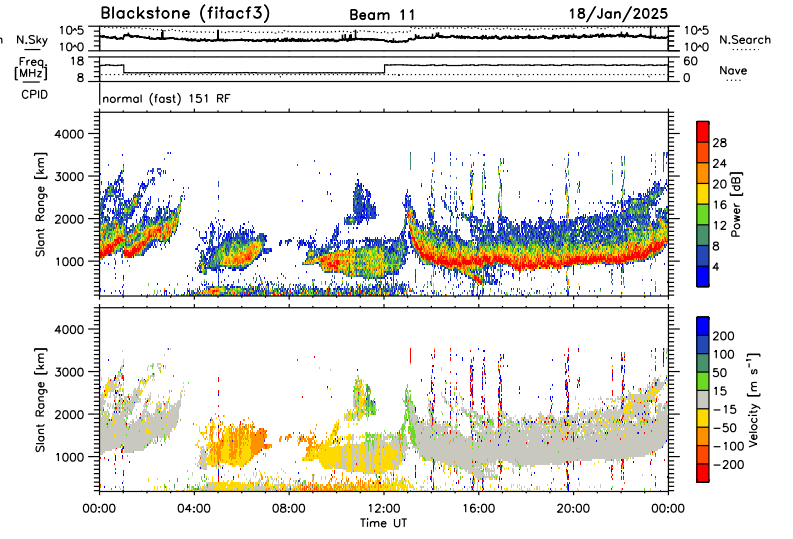 Blackstone (fitacf3) Beam 11 18/Jan/2025
n N.Sky 10^5 10^5 N.Search
10^0 10^0
Freq. 18 60
[MHz] 8 0 Nave
CPID normal (fast) 151 RF
4000
3000
2000
1000
Slant Range [km]
28
24
20
16
12
8
4
Power [dB]
4000
3000
2000
1000
Slant Range [km]
200
100
50
15
-15
-50
-100
-200
Velocity [m s^-1]
00:00 04:00 08:00 12:00 16:00 20:00 00:00
Time UT